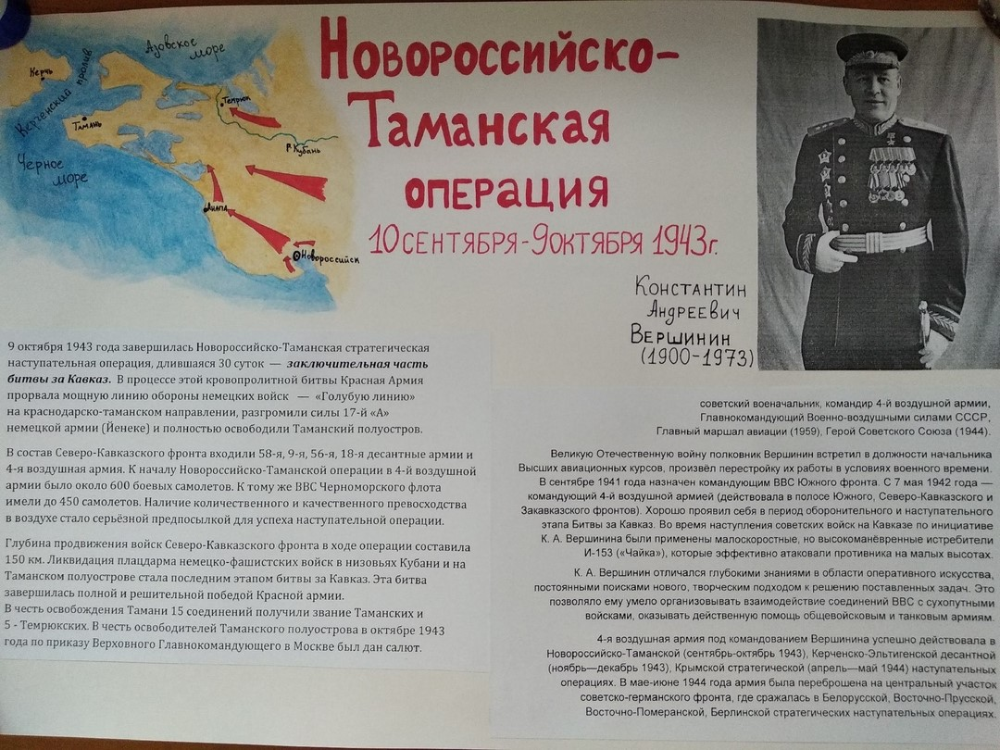 Азовское
море
Керчь
Керченский пролив
Темрюк
Тамань
р. Кубань
Черное
море
Анапа
Новороссийск
Новороссийско-
Таманская
операция
10 сентября - 9 октября 1943г.
Константин
Андреевич
Вершинин
(1900-1973)
9 октября 1943 года завершилась Новороссийско-Таманская стратегическая
наступательная операция, длившаяся 30 суток — заключительная часть
битвы за Кавказ. В процессе этой кровопролитной битвы Красная Армия
прорвала мощную линию обороны немецких войск — «Голубую линию»
на краснодарско-таманском направлении, разгромили силы 17-й «А»
немецкой армии (Йенеке) и полностью освободили Таманский полуостров.
В состав Северо-Кавказского фронта входили 58-я, 9-я, 56-я, 18-я десантные армии и
4-я воздушная армия. К началу Новороссийско-Таманской операции в 4-й воздушной
армии было около 600 боевых самолетов. К тому же ВВС Черноморского флота
имели до 450 самолетов. Наличие количественного и качественного превосходства
в воздухе стало серьёзной предпосылкой для успеха наступательной операции.
Глубина продвижения войск Северо-Кавказского фронта в ходе операции составила
150 км. Ликвидация плацдарма немецко-фашистских войск в низовьях Кубани и на
Таманском полуострове стала последним этапом битвы за Кавказ. Эта битва
завершилась полной и решительной победой Красной армии.
В честь освобождения Тамани 15 соединений получили звание Таманских и
5 - Темрюкских. В честь освободителей Таманского полуострова в октябре 1943
года по приказу Верховного Главнокомандующего в Москве был дан салют.
советский военачальник, командир 4-й воздушной армии,
Главнокомандующий Военно-воздушными силами СССР,
Главный маршал авиации (1959), Герой Советского Союза (1944).
Великую Отечественную войну полковник Вершинин встретил в должности начальника
Высших авиационных курсов, произвёл перестройку их работы в условиях военного времени.
В сентябре 1941 года назначен командующим ВВС Южного фронта. С 7 мая 1942 года —
командующий 4-й воздушной армией (действовала в полосе Южного, Северо-Кавказского и
Закавказского фронтов). Хорошо проявил себя в период оборонительного и наступательного
этапа Битвы за Кавказ. Во время наступления советских войск на Кавказе по инициативе
К. А. Вершинина были применены малоскоростные, но высокоманёвренные истребители
И-153 («Чайка»), которые эффективно атаковали противника на малых высотах.
К. А. Вершинин отличался глубокими знаниями в области оперативного искусства,
постоянными поисками нового, творческим подходом к решению поставленных задач. Это
позволяло ему умело организовывать взаимодействие соединений ВВС с сухопутными
войсками, оказывать действенную помощь общевойсковым и танковым армиям.
4-я воздушная армия под командованием Вершинина успешно действовала в
Новороссийско-Таманской (сентябрь-октябрь 1943), Керченско-Эльтигенской десантной
(ноябрь—декабрь 1943), Крымской стратегической (апрель—май 1944) наступательных
операциях. В мае-июне 1944 года армия была переброшена на центральный участок
советско-германского фронта, где сражалась в Белорусской, Восточно-Прусской,
Восточно-Померанской, Берлинской стратегических наступательных операциях.